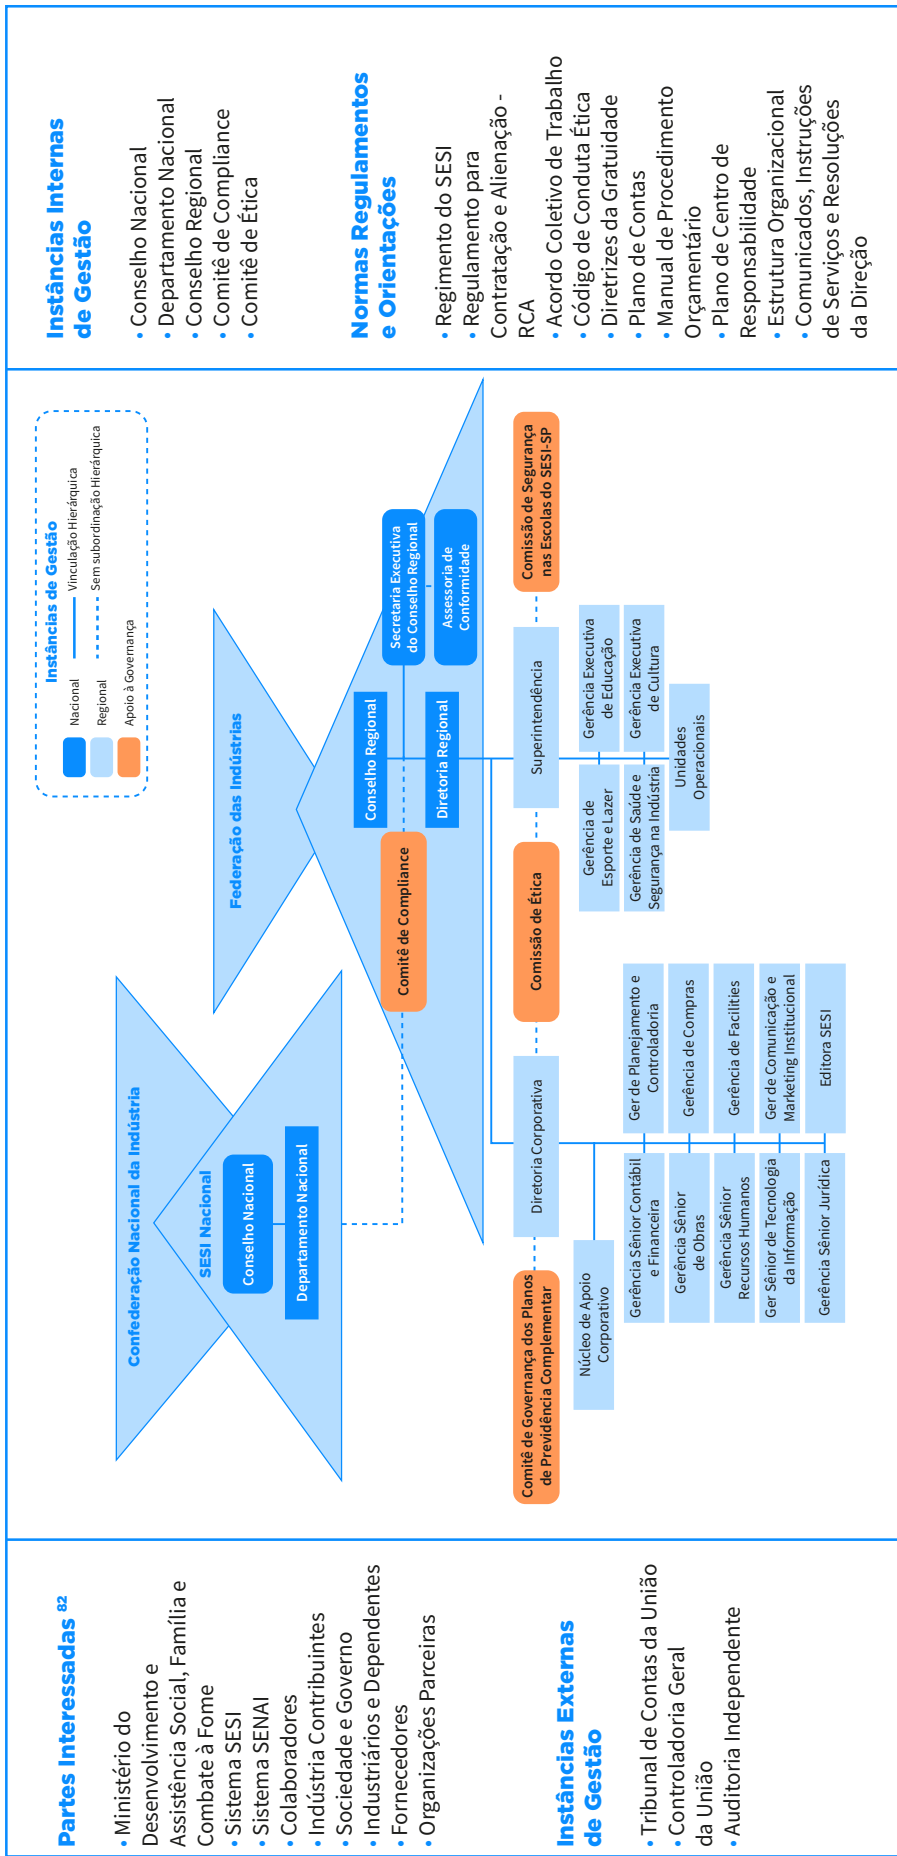 Partes Interessadas 82
• Ministério do
Desenvolvimento e
Assistência Social, Família e
Combate à Fome
• Sistema SESI
• Sistema SENAI
• Colaboradores
• Indústria Contribuintes
• Sociedade e Governo
• Industriários e Dependentes
• Fornecedores
• Organizações Parceiras
Instâncias Externas
de Gestão
• Tribunal de Contas da União
• Controladoria Geral
da União
• Auditoria Independente
Instâncias de Gestão
Nacional
Vinculação Hierárquica
Regional
Sem subordinação Hierárquica
Apoio à Governança
Confederação Nacional da Indústria
SESI Nacional
Conselho Nacional
Departamento Nacional
Federação das Indústrias
Conselho Regional
Secretaria Executiva
do Conselho Regional
Comitê de Compliance
Diretoria Regional
Assessoria de
Conformidade
Comitê de Governança dos Planos
de Previdência Complementar
Diretoria Corporativa
Comissão de Ética
Superintendência
Comissão de Segurança
nas Escolas do SESI-SP
Núcleo de Apoio
Corporativo
Gerência Sênior Contábil
e Financeira
Ger de Planejamento e
Controladoria
Gerência Sênior
de Obras
Gerência de Compras
Gerência Sênior
Recursos Humanos
Gerência de Facilities
Ger Sênior de Tecnologia
da Informação
Ger de Comunicação e
Marketing Institucional
Gerência Sênior Jurídica
Editora SESI
Gerência de
Esporte e Lazer
Gerência Executiva
de Educação
Gerência de Saúde e
Segurança na Indústria
Gerência Executiva
de Cultura
Unidades
Operacionais
Instâncias Internas
de Gestão
• Conselho Nacional
• Departamento Nacional
• Conselho Regional
• Comitê de Compliance
• Comitê de Ética
Normas Regulamentos
e Orientações
• Regimento do SESI
• Regulamento para
Contratação e Alienação -
RCA
• Acordo Coletivo de Trabalho
• Código de Conduta Ética
• Diretrizes da Gratuidade
• Plano de Contas
• Manual de Procedimento
Orçamentário
• Plano de Centro de
Responsabilidade
• Estrutura Organizacional
• Comunicados, Instruções
de Serviços e Resoluções
da Direção